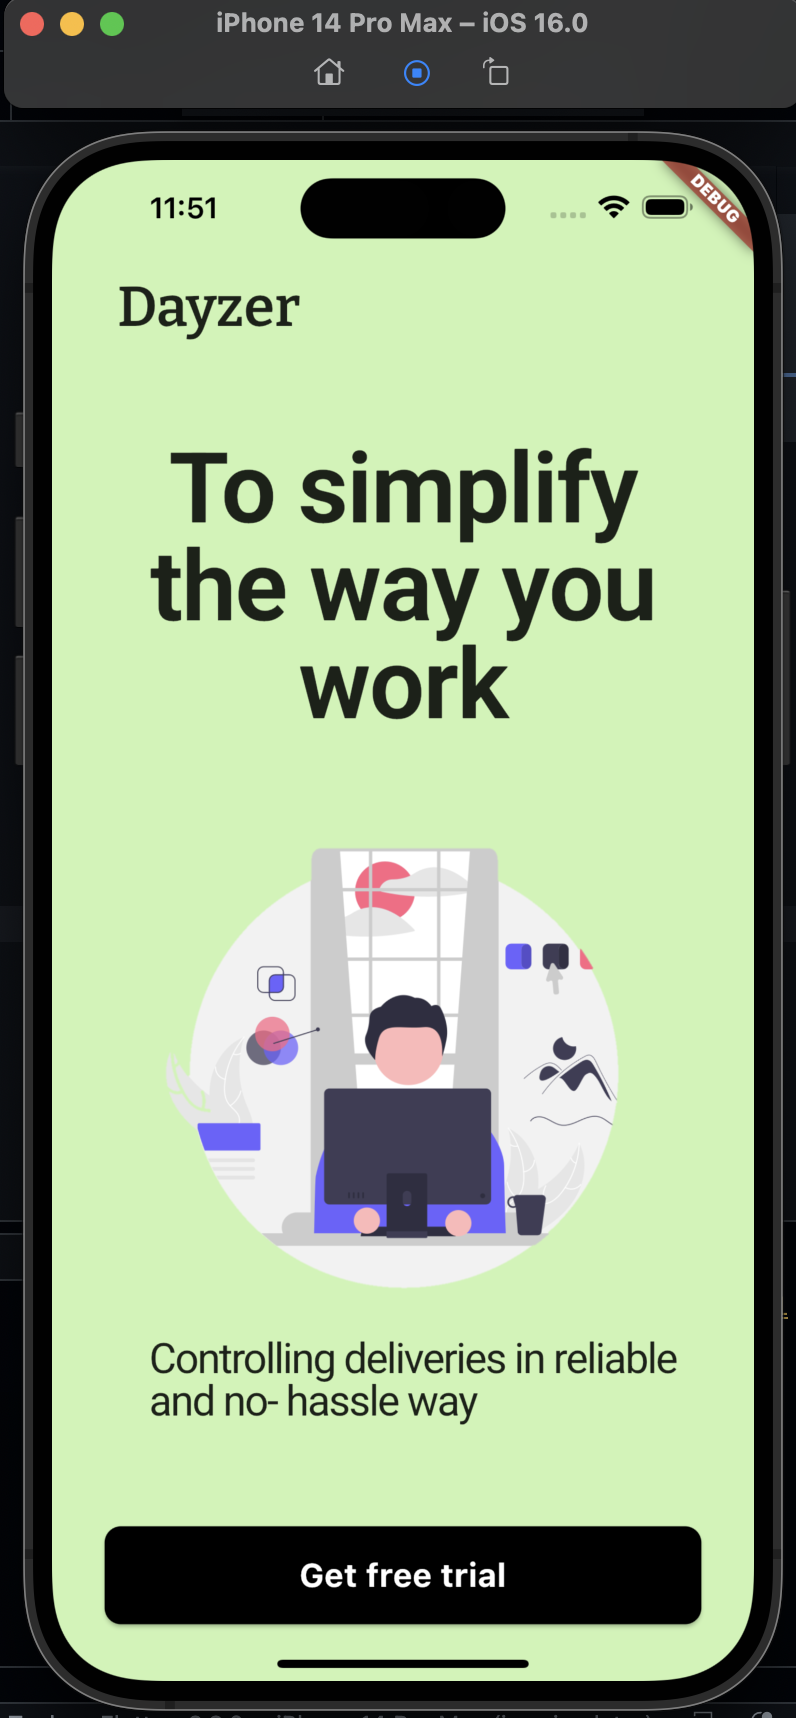 iPhone 14 Pro Max – iOS 16.0
11:51
DEBUG
Dayzer
To simplify
the way you
work
Controlling deliveries in reliable
and no- hassle way
Get free trial